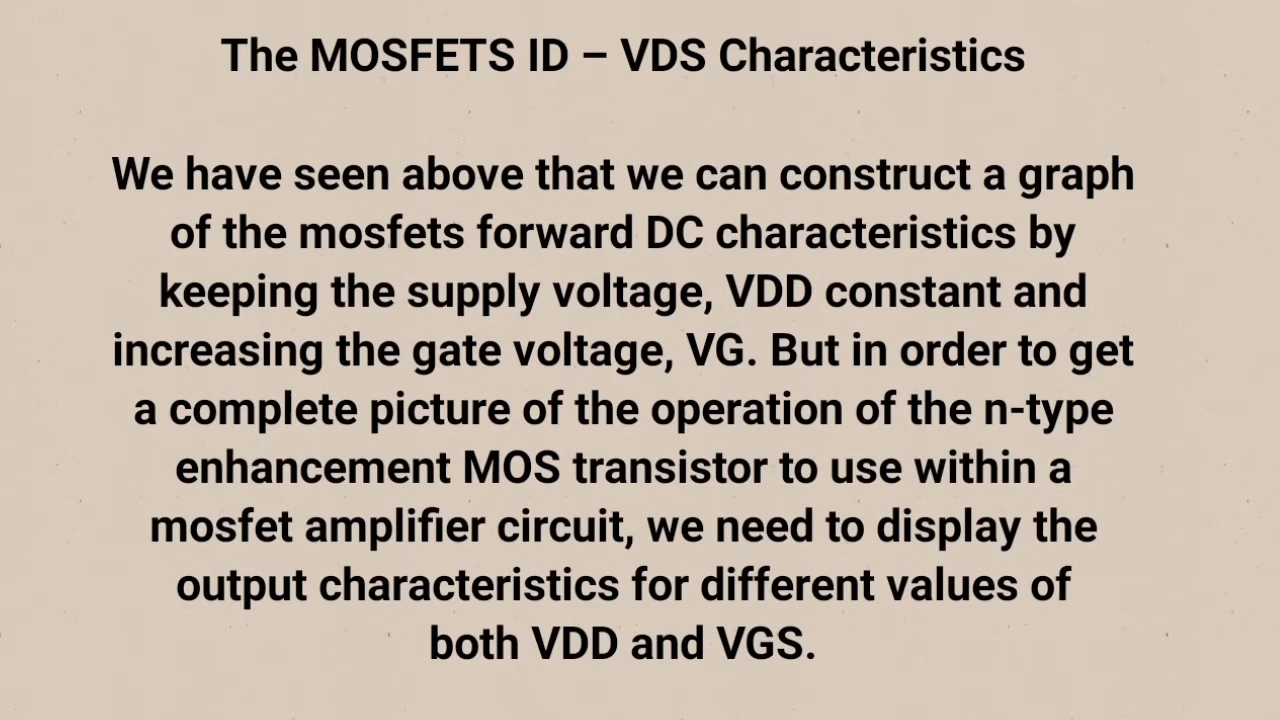 The MOSFETS ID – VDS Characteristics
We have seen above that we can construct a graph
of the mosfets forward DC characteristics by
keeping the supply voltage, VDD constant and
increasing the gate voltage, VG. But in order to get
a complete picture of the operation of the n-type
enhancement MOS transistor to use within a
mosfet amplifier circuit, we need to display the
output characteristics for different values of
both VDD and VGS.